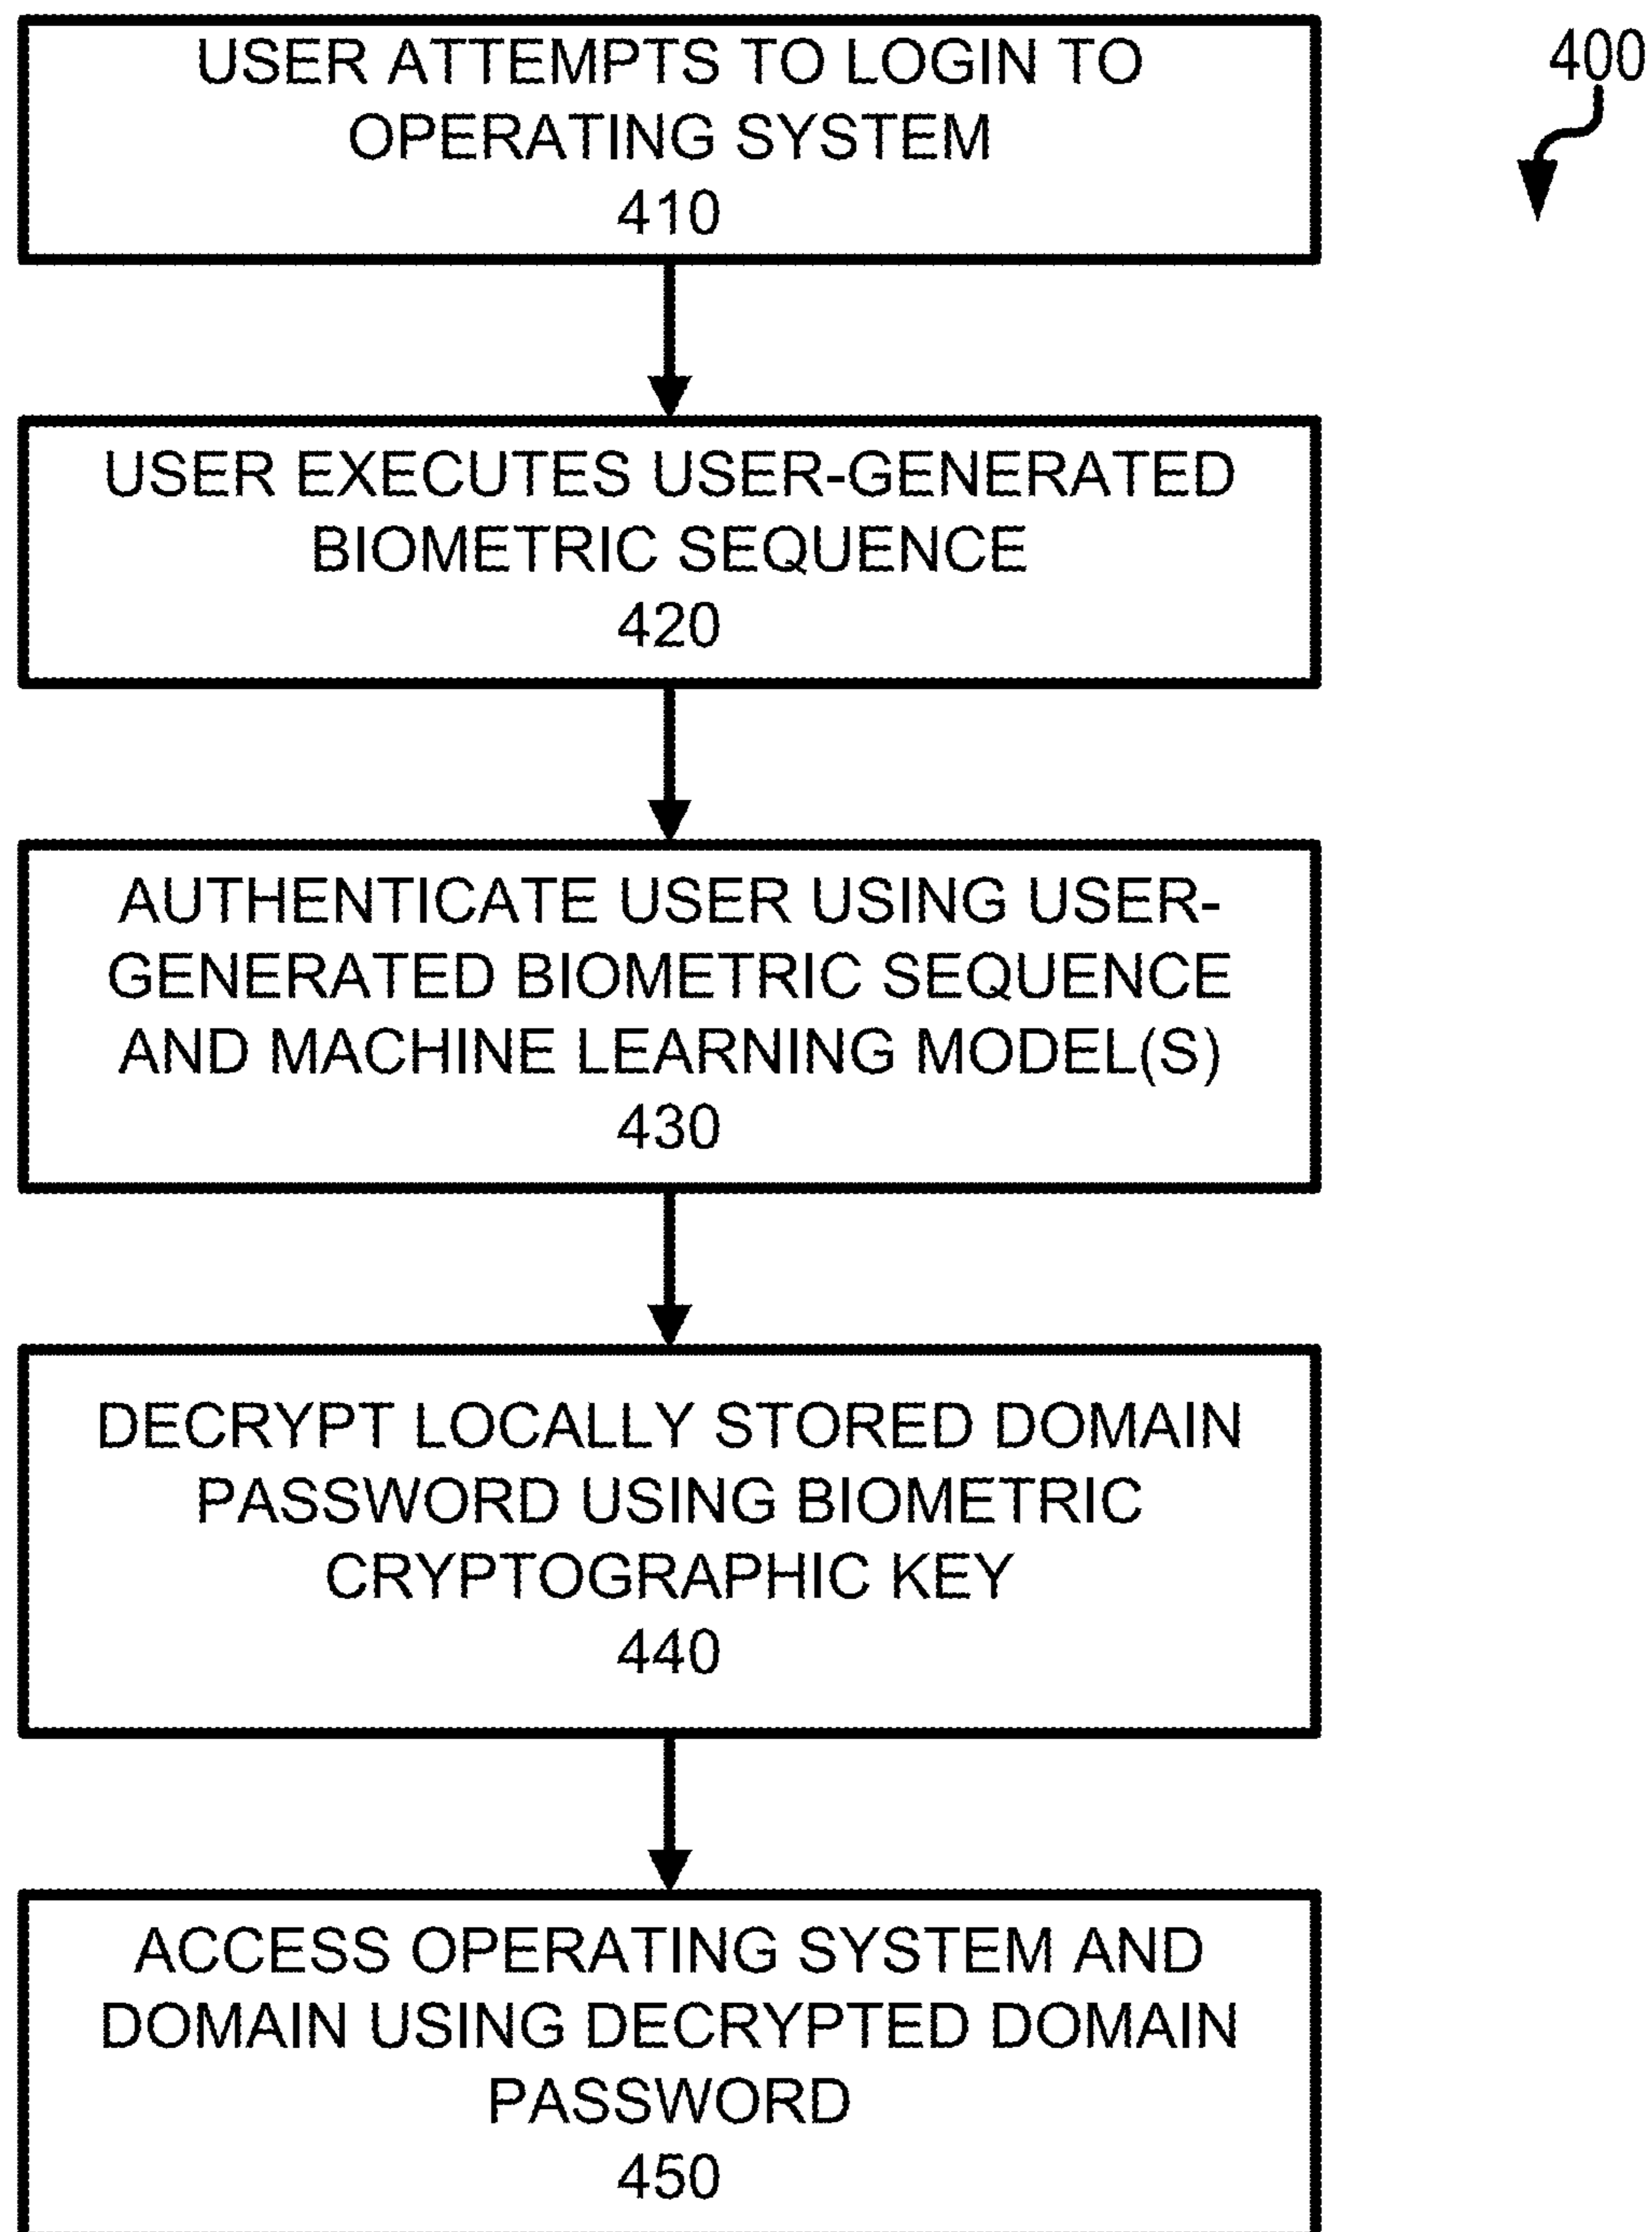 USER ATTEMPTS TO LOGIN TO
OPERATING SYSTEM
410
400
USER EXECUTES USER-GENERATED
BIOMETRIC SEQUENCE
420
AUTHENTICATE USER USING USER-
GENERATED BIOMETRIC SEQUENCE
AND MACHINE LEARNING MODEL(S)
430
DECRYPT LOCALLY STORED DOMAIN
PASSWORD USING BIOMETRIC
CRYPTOGRAPHIC KEY
440
ACCESS OPERATING SYSTEM AND
DOMAIN USING DECRYPTED DOMAIN
PASSWORD
450